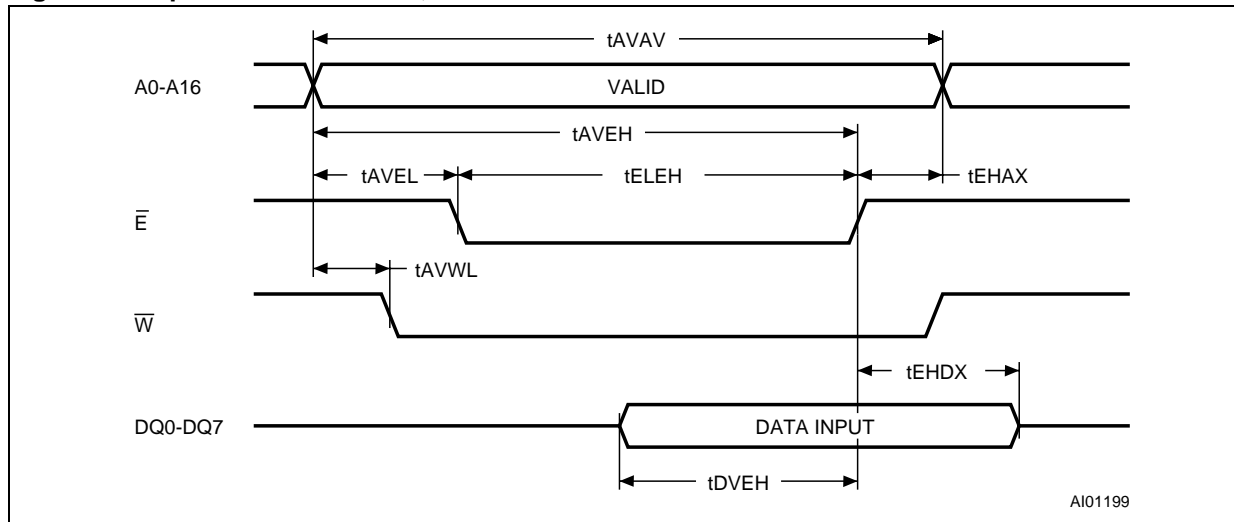 tAVAV
A0-A16
VALID
tAVEH
tAVEL
tELEH
tEHAX
E̅
tAVWL
W̅
tEHDX
DQ0-DQ7
DATA INPUT
tDVEH
AI01199